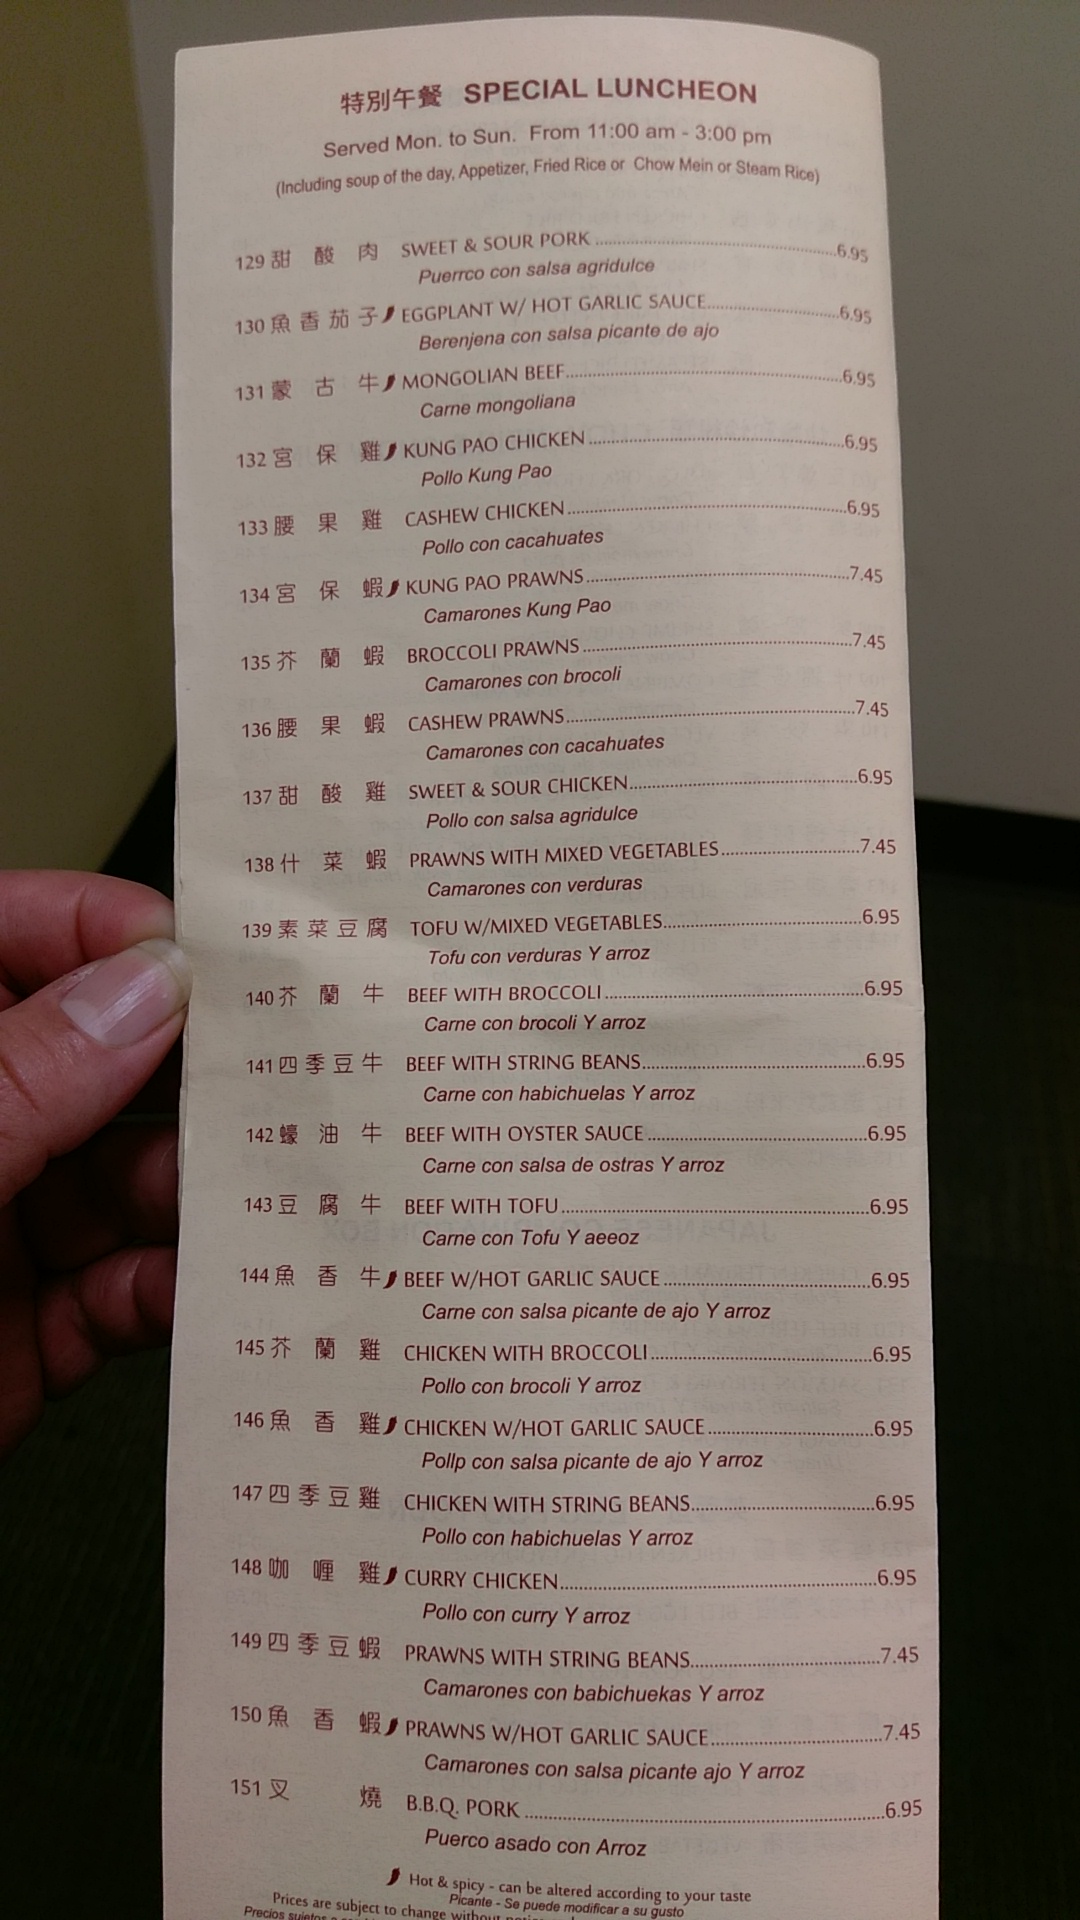 特別午餐 SPECIAL LUNCHEON
Served Mon. to Sun. From 11:00 am - 3:00 pm
(Including soup of the day, Appetizer, Fried Rice or Chow Mein or Steam Rice)
129 甜酸肉 SWEET & SOUR PORK 6.95
Puerrco con salsa agridulce
130 魚香茄子 EGGPLANT W/ HOT GARLIC SAUCE 6.95
Berenjena con salsa picante de ajo
131 蒙古牛 MONGOLIAN BEEF 6.95
Carne mongoliana
132 宮保雞 KUNG PAO CHICKEN 6.95
Pollo Kung Pao
133 腰果雞 CASHEW CHICKEN 6.95
Pollo con cacahuates
134 宮保蝦 KUNG PAO PRAWNS 7.45
Camarones Kung Pao
135 芥蘭蝦 BROCCOLI PRAWNS 7.45
Camarones con brocoli
136 腰果蝦 CASHEW PRAWNS 7.45
Camarones con cacahuates
137 甜酸雞 SWEET & SOUR CHICKEN 6.95
Pollo con salsa agridulce
138 什菜蝦 PRAWNS WITH MIXED VEGETABLES 7.45
Camarones con verduras
139 素菜豆腐 TOFU W/MIXED VEGETABLES 6.95
Tofu con verduras Y arroz
140 芥蘭牛 BEEF WITH BROCCOLI 6.95
Carne con brocoli Y arroz
141 四季豆牛 BEEF WITH STRING BEANS 6.95
Carne con habichuelas Y arroz
142 蠔油牛 BEEF WITH OYSTER SAUCE 6.95
Carne con salsa de ostras Y arroz
143 豆腐牛 BEEF WITH TOFU 6.95
Carne con Tofu Y aeeoz
144 魚香牛 BEEF W/HOT GARLIC SAUCE 6.95
Carne con salsa picante de ajo Y arroz
145 芥蘭雞 CHICKEN WITH BROCCOLI 6.95
Pollo con brocoli Y arroz
146 魚香雞 CHICKEN W/HOT GARLIC SAUCE 6.95
Pollp con salsa picante de ajo Y arroz
147 四季豆雞 CHICKEN WITH STRING BEANS 6.95
Pollo con habichuelas Y arroz
148 咖喱雞 CURRY CHICKEN 6.95
Pollo con curry Y arroz
149 四季豆蝦 PRAWNS WITH STRING BEANS 7.45
Camarones con babichuekas Y arroz
150 魚香蝦 PRAWNS W/HOT GARLIC SAUCE 7.45
Camarones con salsa picante ajo Y arroz
151 叉燒 B.B.Q. PORK 6.95
Puerco asado con Arroz
Hot & spicy - can be altered according to your taste
Picante - Se puede modificar a su gusto
Prices are subject to change without
Precios sujetos